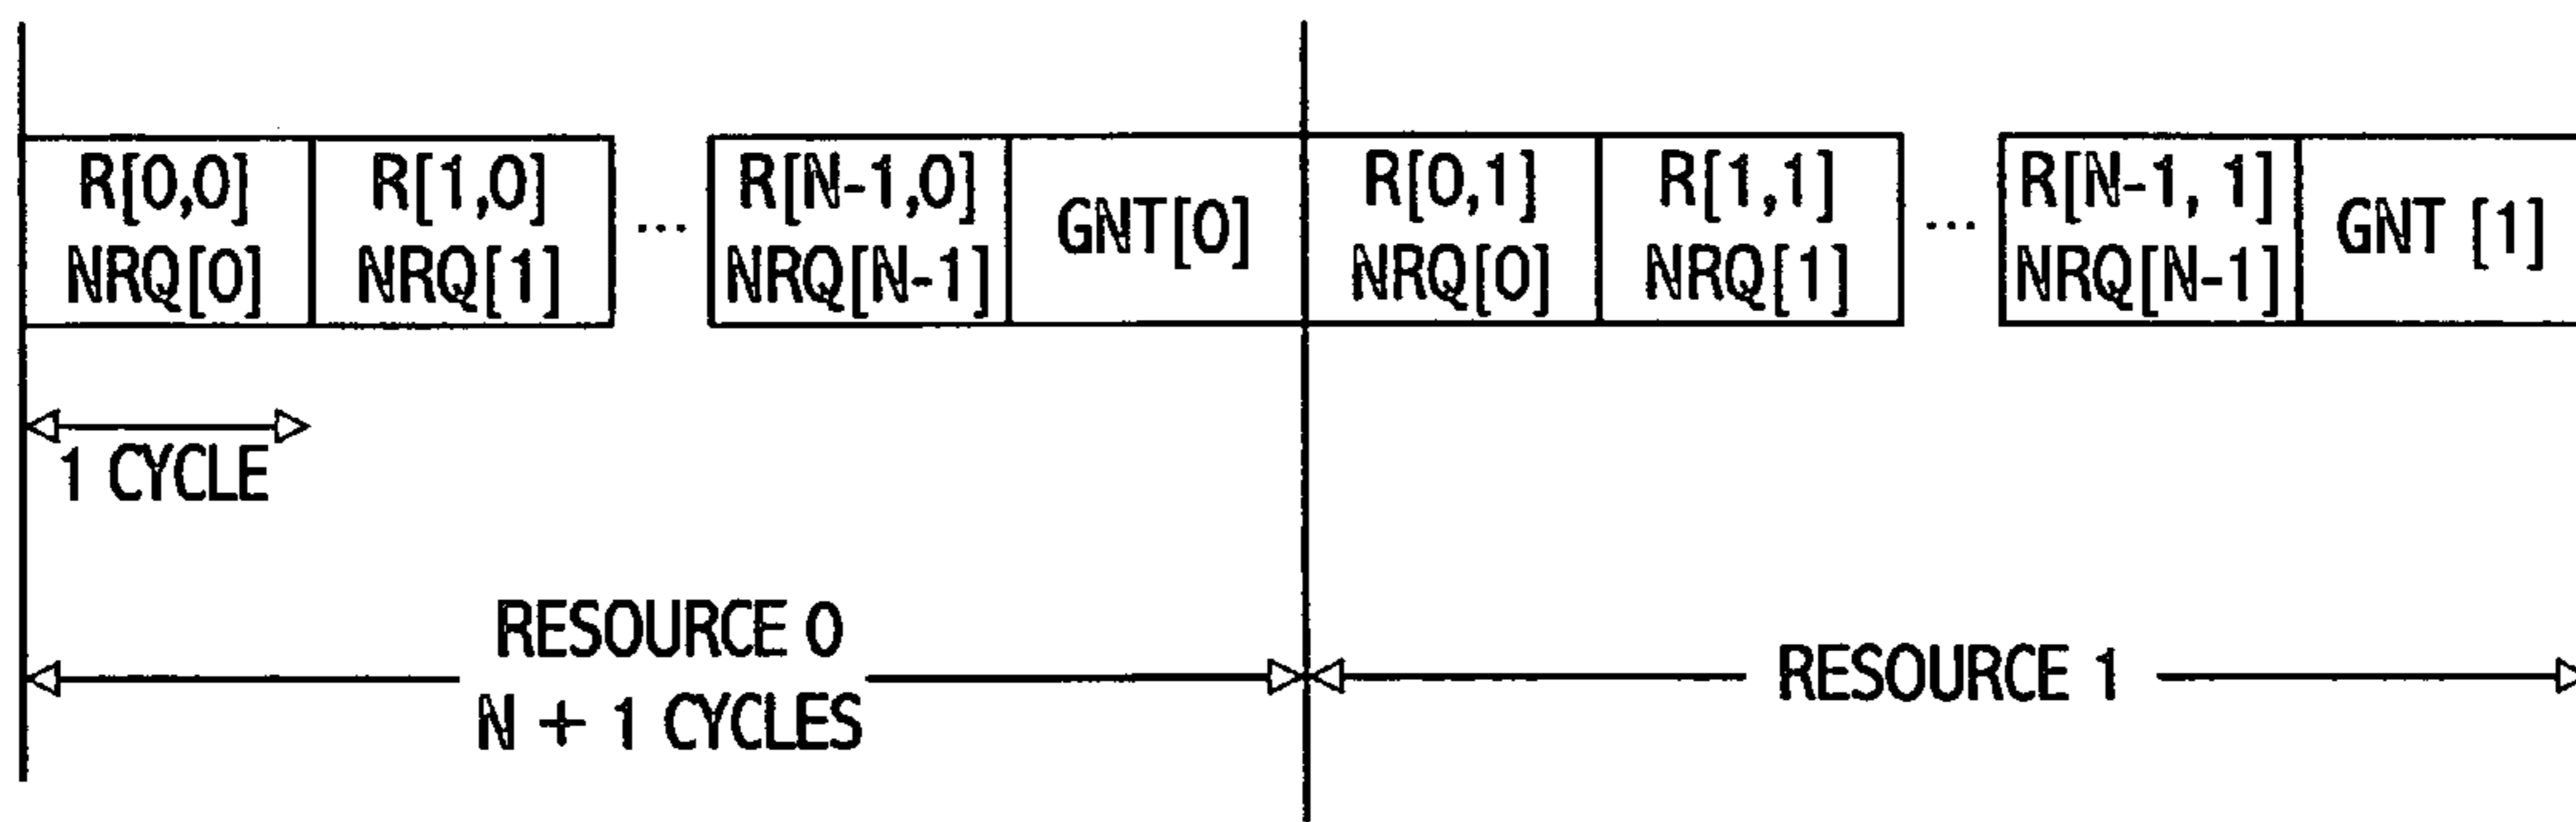 R[0,0]
NRQ[0]
R[1,0]
NRQ[1]
...
R[N-1,0]
NRQ[N-1]
GNT[0]
R[0,1]
NRQ[0]
R[1,1]
NRQ[1]
...
R[N-1, 1]
NRQ[N-1]
GNT [1]
1 CYCLE
RESOURCE 0
N + 1 CYCLES
RESOURCE 1